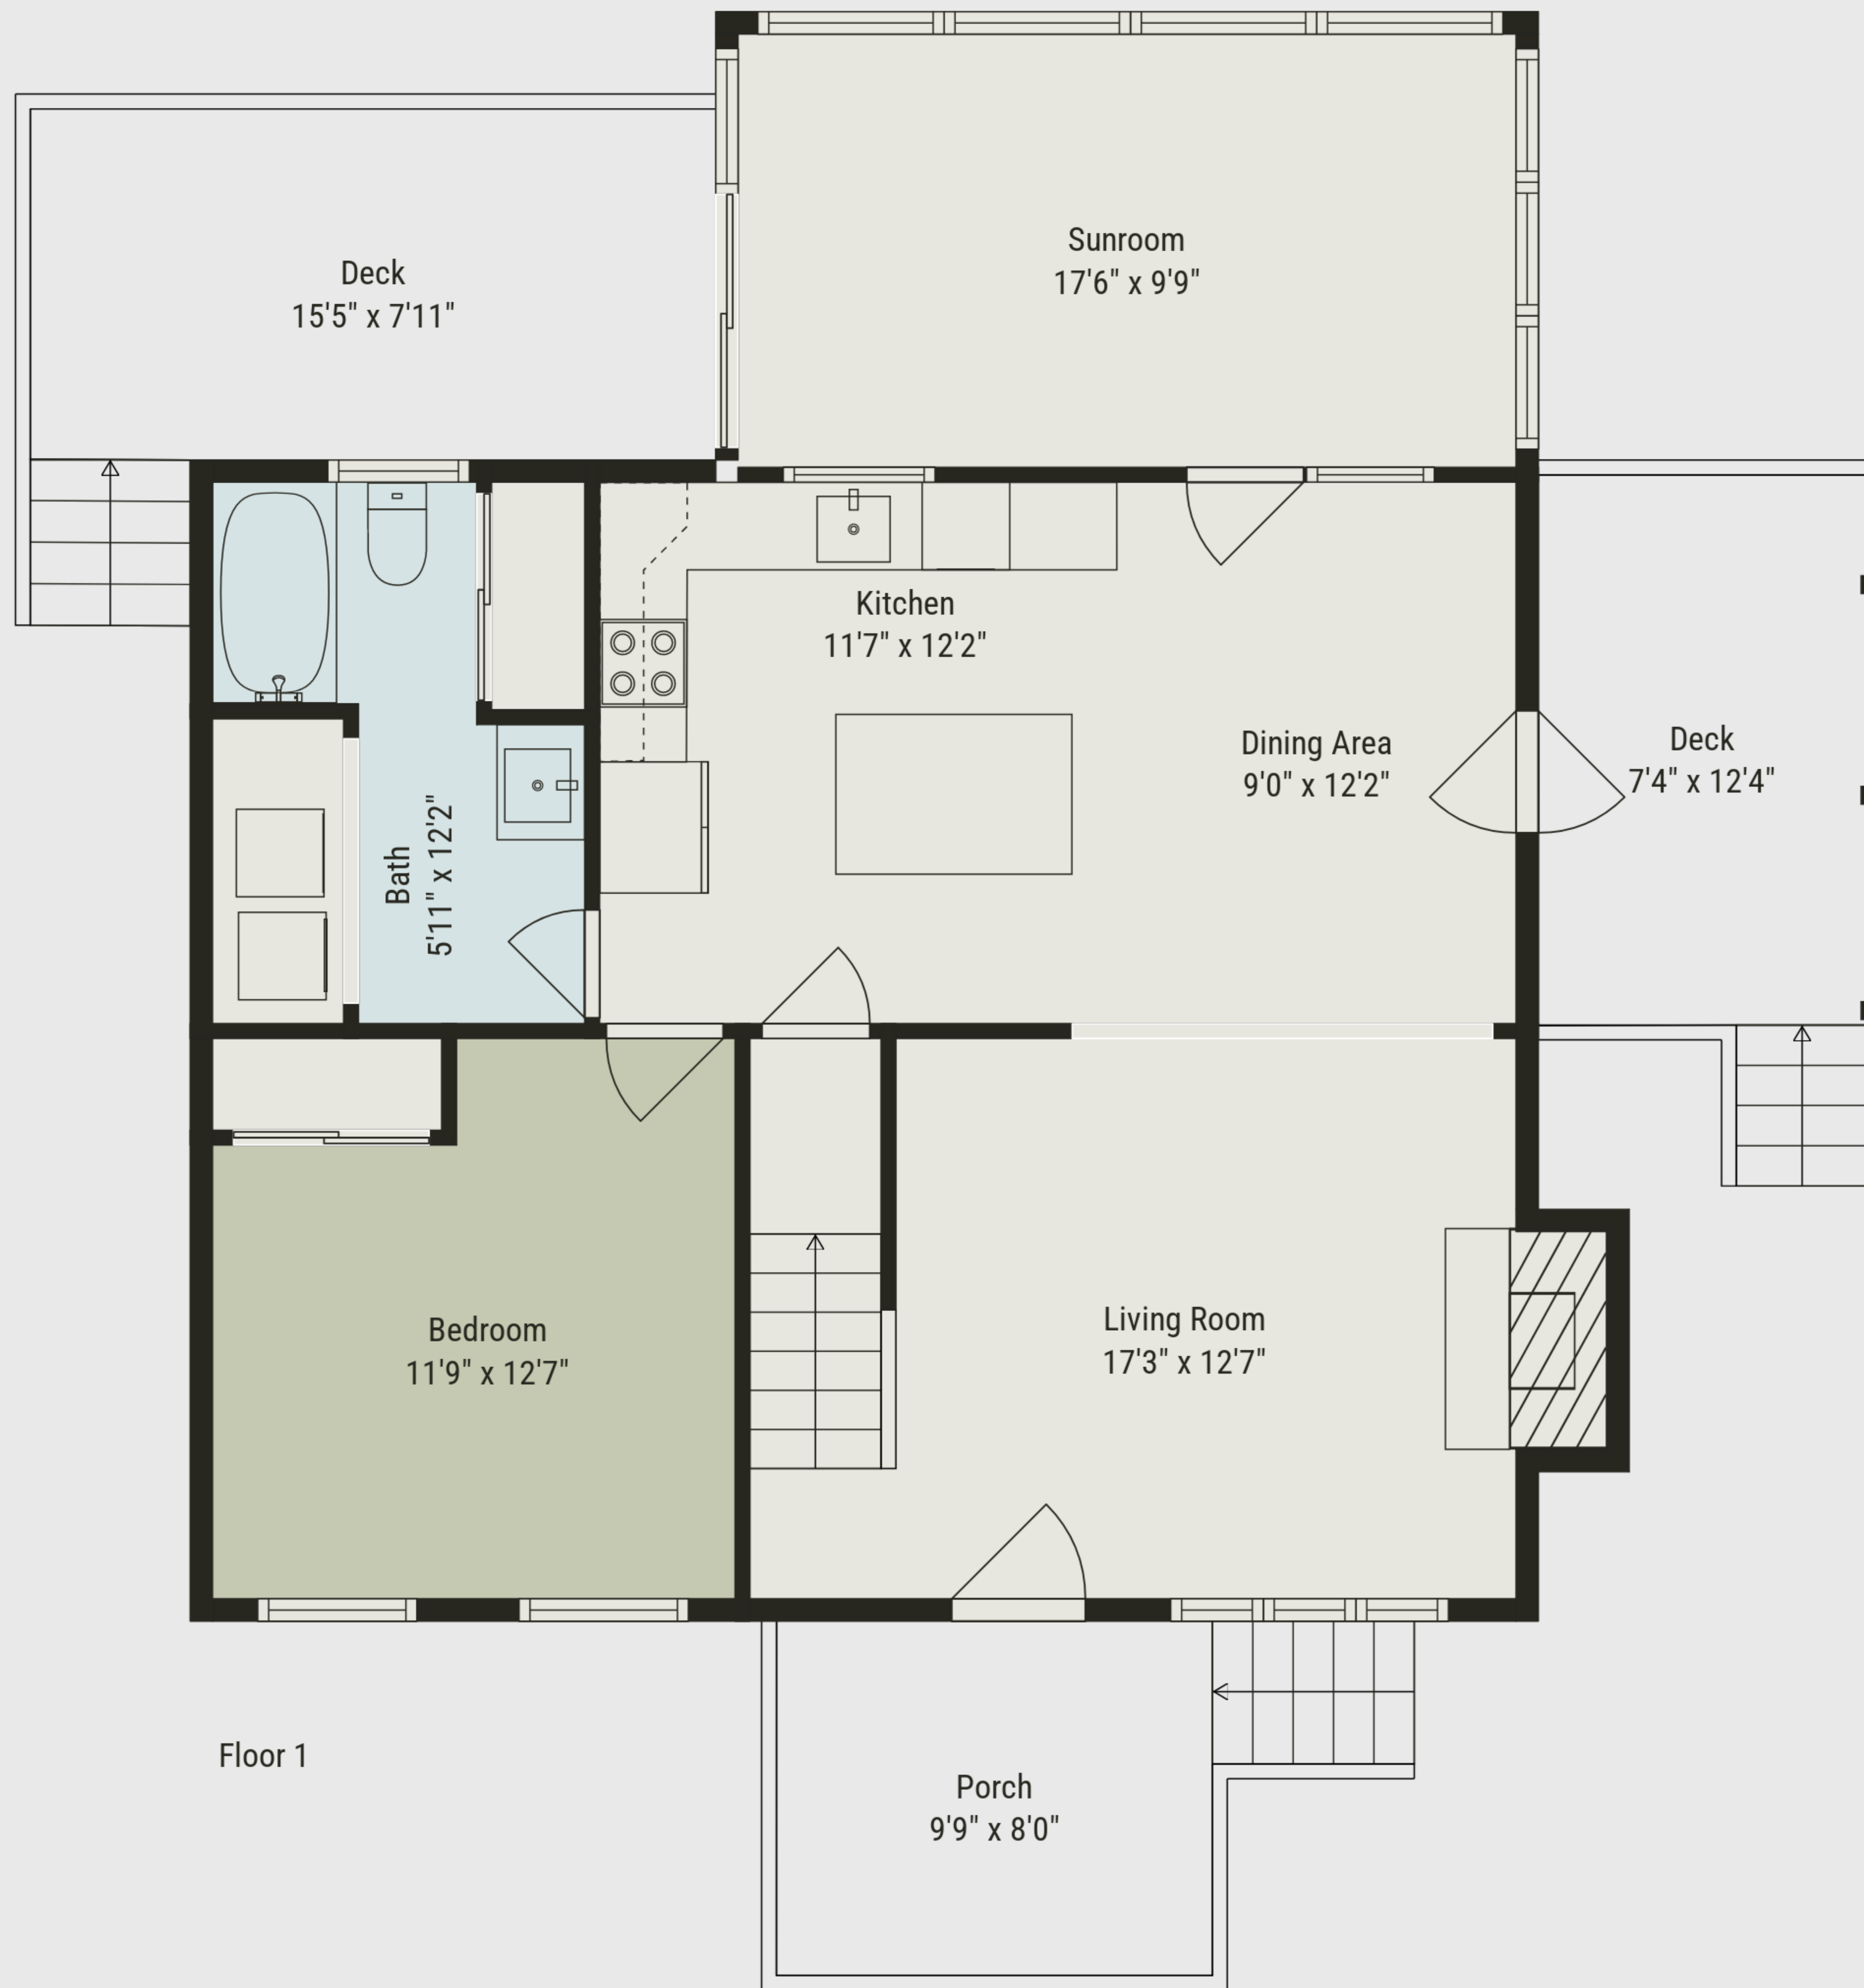 Sunroom
17'6" x 9'9"
Deck
15'5" x 7'11"
Kitchen
11'7" x 12'2"
Dining Area
9'0" x 12'2"
Deck
7'4" x 12'4"
Bath
5'11" x 12'2"
Bedroom
11'9" x 12'7"
Living Room
17'3" x 12'7"
Floor 1
Porch
9'9" x 8'0"